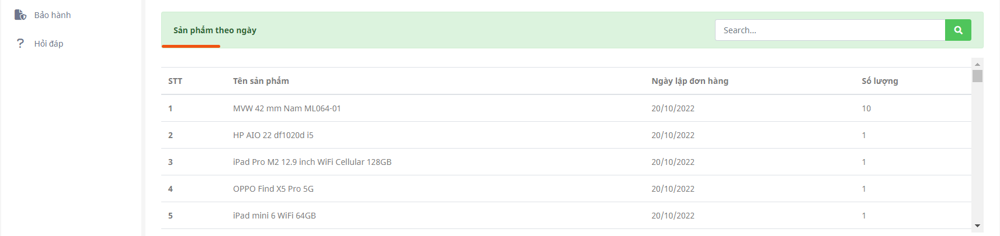 Bảo hành
Hỏi đáp
Sản phẩm theo ngày
Search...
STT Tên sản phẩm Ngày lập đơn hàng Số lượng
1 MVW 42 mm Nam ML064-01 20/10/2022 10
2 HP AIO 22 df1020d i5 20/10/2022 1
3 iPad Pro M2 12.9 inch WiFi Cellular 128GB 20/10/2022 1
4 OPPO Find X5 Pro 5G 20/10/2022 1
5 iPad mini 6 WiFi 64GB 20/10/2022 1